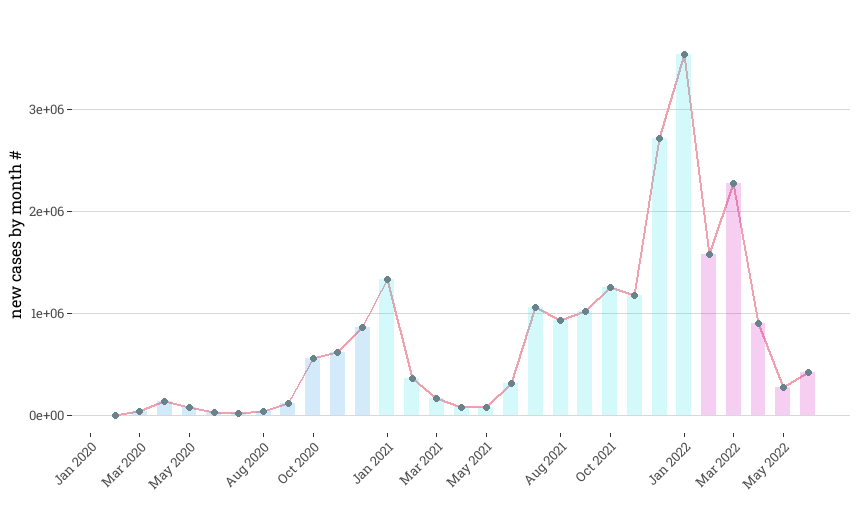 new cases by month #
3e+06
2e+06
1e+06
0e+00
Jan 2020
Mar 2020
May 2020
Aug 2020
Oct 2020
Jan 2021
Mar 2021
May 2021
Aug 2021
Oct 2021
Jan 2022
Mar 2022
May 2022